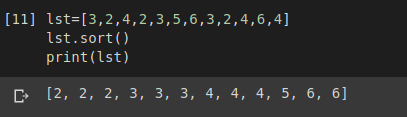 [11] lst=[3,2,4,2,3,5,6,3,2,4,6,4]
lst.sort()
print(lst)
[2, 2, 2, 3, 3, 3, 4, 4, 4, 5, 6, 6]